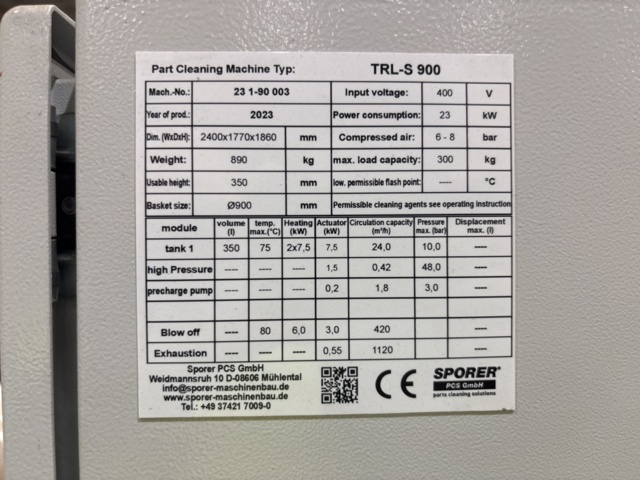 Part Cleaning Machine Typ: TRL-S 900
Mach.-No.: 23 1-90 003 Input voltage: 400 V
Year of prod.: 2023 Power consumption: 23 kW
Dim. (WxDxH): 2400x1770x1860 mm Compressed air: 6 - 8 bar
Weight: 890 kg max. load capacity: 300 kg
Usable height: 350 mm low. permissible flash point: ---- °C
Basket size: Ø900 mm Permissible cleaning agents see operating instruction
module volume (l) temp. max.(°C) Heating (kW) Actuator (kW) Circulation capacity (m³/h) Pressure max. (bar) Displacement max. (l)
tank 1 350 75 2x7,5 7,5 24,0 10,0 ----
high Pressure ---- ---- ---- 1,5 0,42 48,0 ----
precharge pump ---- ---- ---- 0,2 1,8 3,0 ----
Blow off ---- 80 6,0 3,0 420 ----
Exhaustion ---- ---- ---- 0,55 1120 ----
Sporer PCS GmbH
Weidmannsruh 10 D-08606 Mühlental
info@sporer-maschinenbau.de
www.sporer-maschinenbau.de
Tel.: +49 37421 7009-0
CE
SPORER®
PCS GmbH
parts cleaning solutions